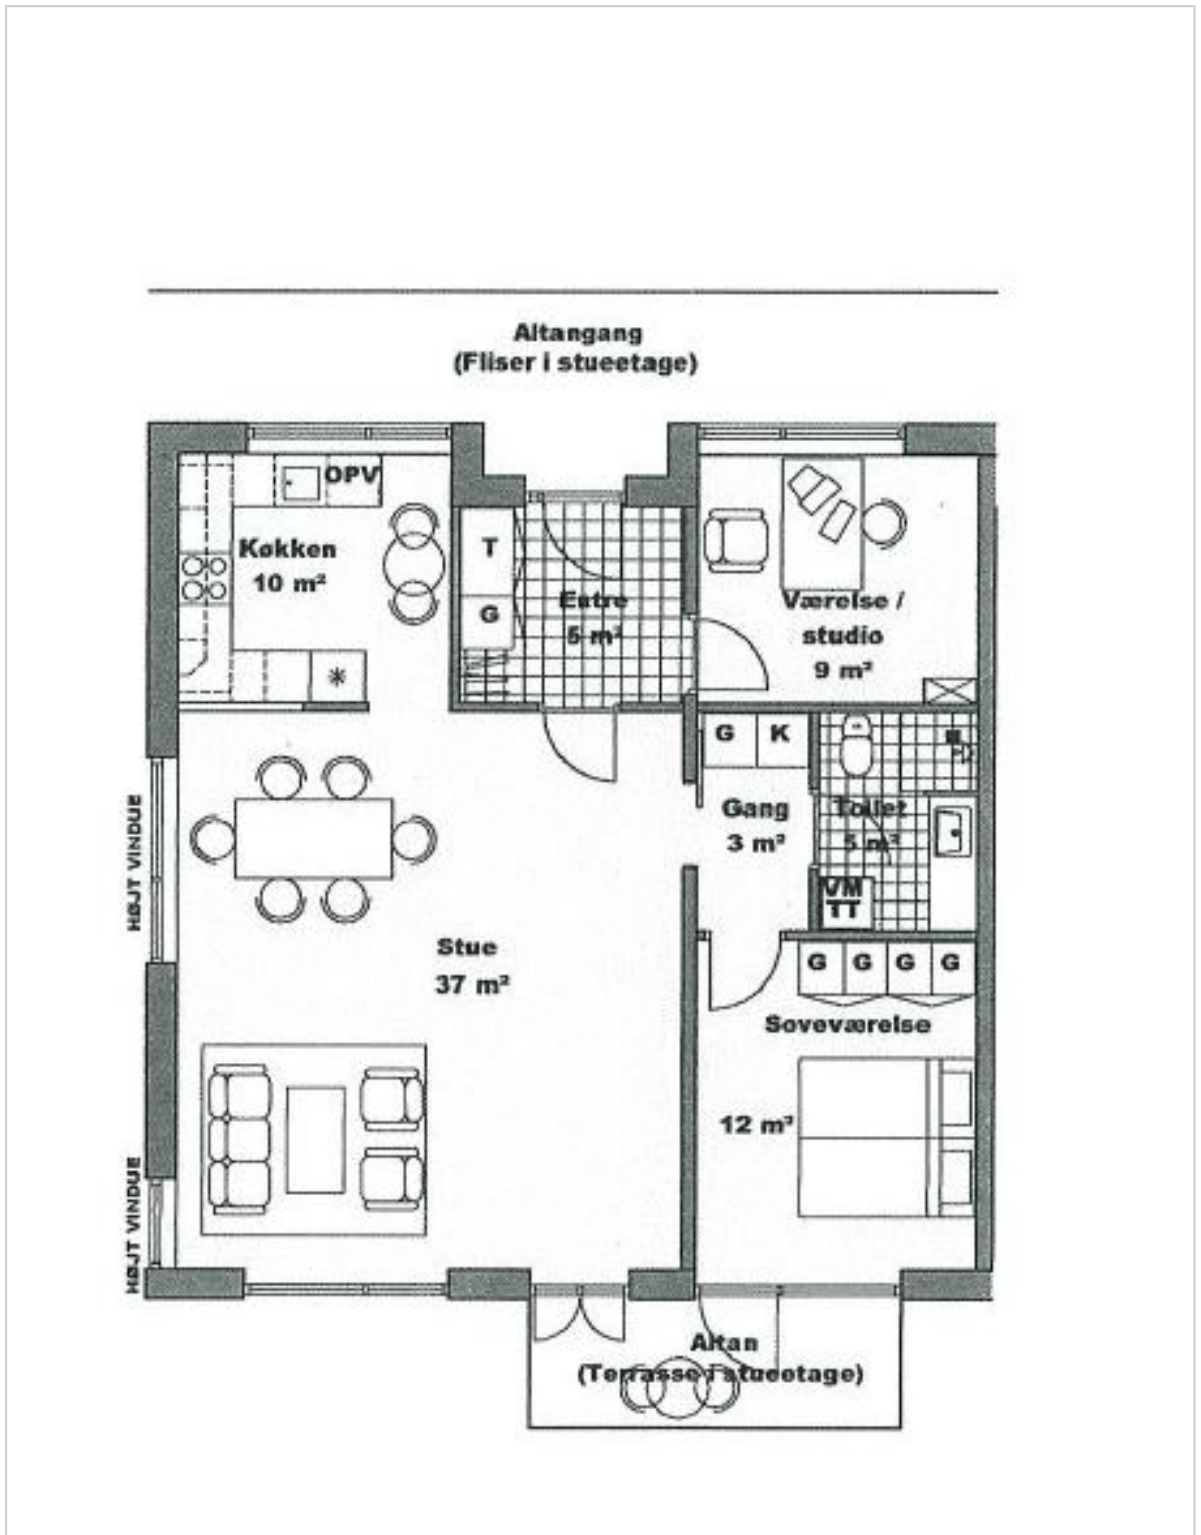 Altangang
(Fliser i stueetage)
OPV
Køkken
10 m²
T
G
Entre
5 m²
Værelse /
studio
9 m²
*
G K
Gang
3 m²
Toilet
5 m²
VM
TT
HØJT VINDUE
Stue
37 m²
G G G G
Soveværelse
12 m²
HØJT VINDUE
Altan
(Terrasse i stueetage)